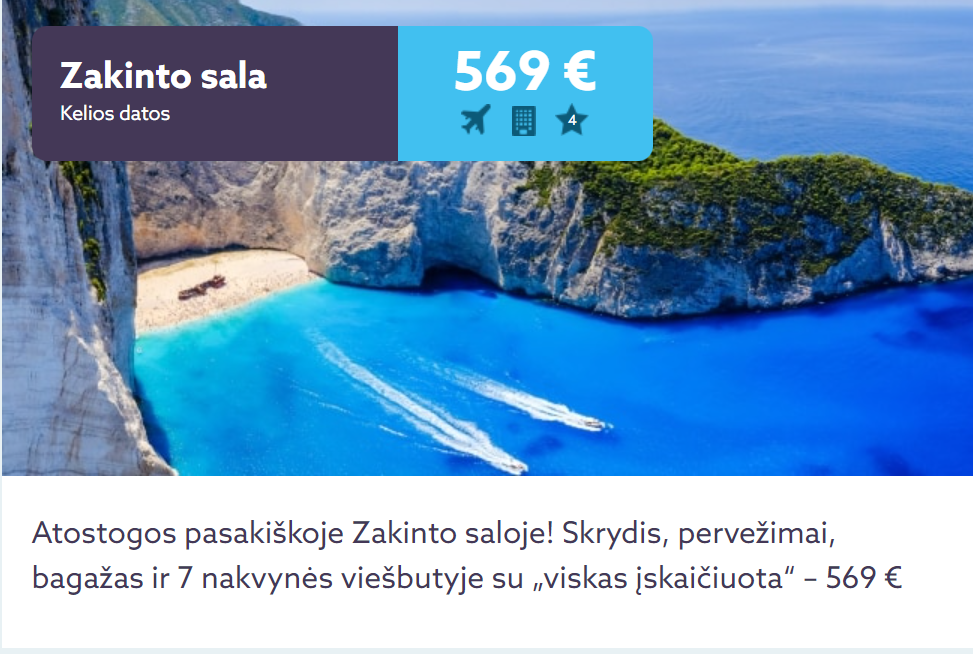 Zakinto sala
Kelios datos
569 €
4
Atostogos pasakiškoje Zakinto saloje! Skrydis, pervežimai,
bagažas ir 7 nakvynės viešbutyje su „viskas įskaičiuota“ – 569 €